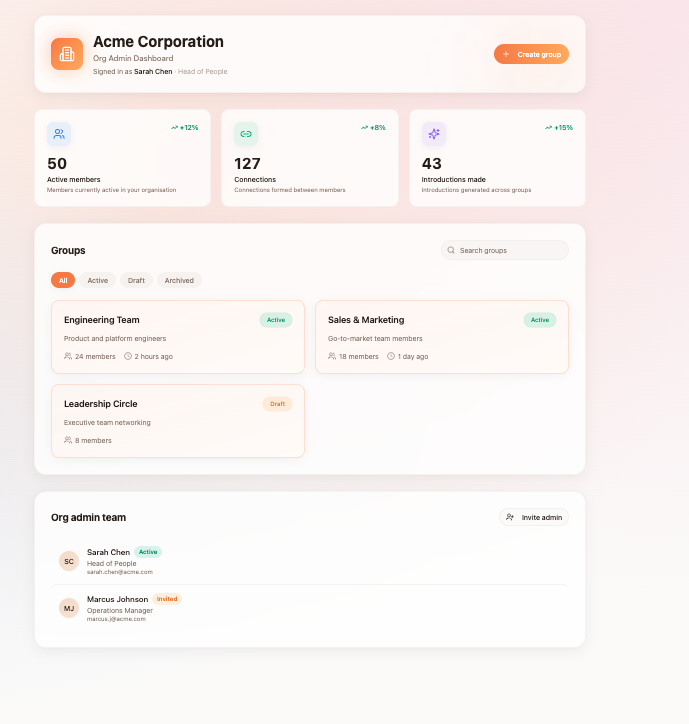 Acme Corporation
Org Admin Dashboard
Signed in as Sarah Chen · Head of People
Create group
+12%
50
Active members
Members currently active in your organisation
+8%
127
Connections
Connections formed between members
+15%
43
Introductions made
Introductions generated across groups
Groups
Search groups
All
Active
Draft
Archived
Engineering Team
Active
Product and platform engineers
24 members
2 hours ago
Sales & Marketing
Active
Go-to-market team members
18 members
1 day ago
Leadership Circle
Draft
Executive team networking
8 members
Org admin team
Invite admin
SC
Sarah Chen
Active
Head of People
sarah.chen@acme.com
MJ
Marcus Johnson
Invited
Operations Manager
marcus.j@acme.com